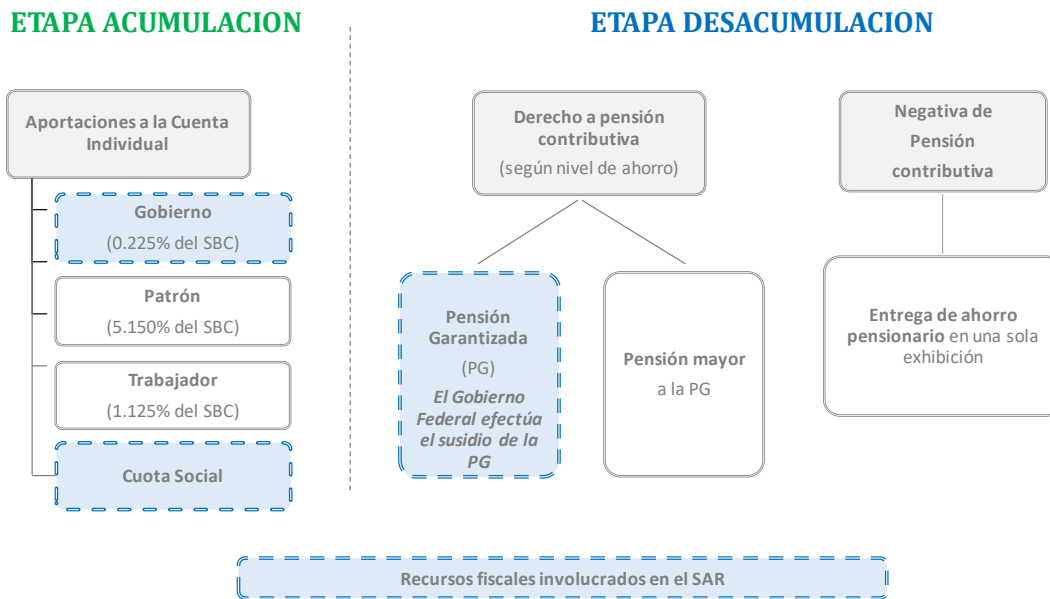 ETAPA ACUMULACION
Aportaciones a la Cuenta
Individual
Gobierno
(0.225% del SBC)
Patrón
(5.150% del SBC)
Trabajador
(1.125% del SBC)
Cuota Social
ETAPA DESACUMULACION
Derecho a pensión
contributiva
(según nivel de ahorro)
Pensión
Garantizada
(PG)
El Gobierno
Federal efectúa
el susidio de la
PG
Pensión mayor
a la PG
Negativa de
Pensión
contributiva
Entrega de ahorro
pensionario en una sola
exhibición
Recursos fiscales involucrados en el SAR